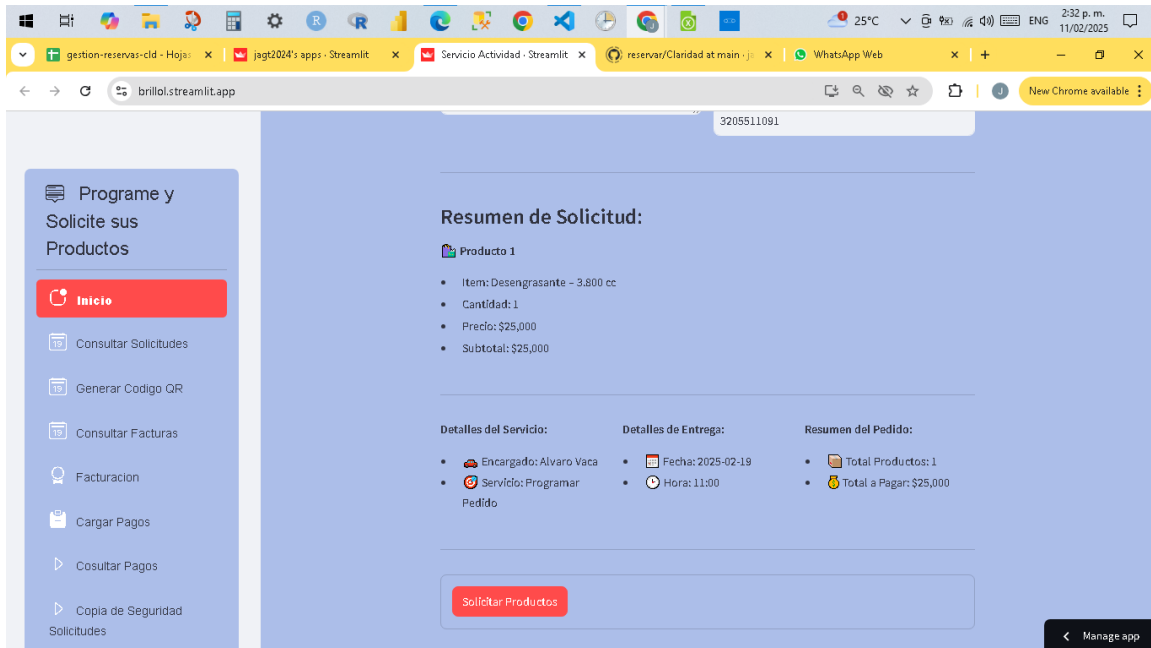 25°C
ENG
2:32 p. m.
11/02/2025
gestion-reservas-cld - Hojas
jagt2024's apps · Streamlit
Servicio Actividad · Streamlit
reservar/Claridad at main · ja
WhatsApp Web
brillol.streamlit.app
J
New Chrome available
3205511091
Programe y
Solicite sus
Productos
Inicio
Consultar Solicitudes
Generar Codigo QR
Consultar Facturas
Facturacion
Cargar Pagos
Cosultar Pagos
Copia de Seguridad
Solicitudes
Resumen de Solicitud:
Producto 1
Item: Desengrasante – 3.800 cc
Cantidad: 1
Precio: $25,000
Subtotal: $25,000
Detalles del Servicio:
Encargado: Alvaro Vaca
Servicio: Programar
Pedido
Detalles de Entrega:
Fecha: 2025-02-19
Hora: 11:00
Resumen del Pedido:
Total Productos: 1
Total a Pagar: $25,000
Solicitar Productos
Manage app